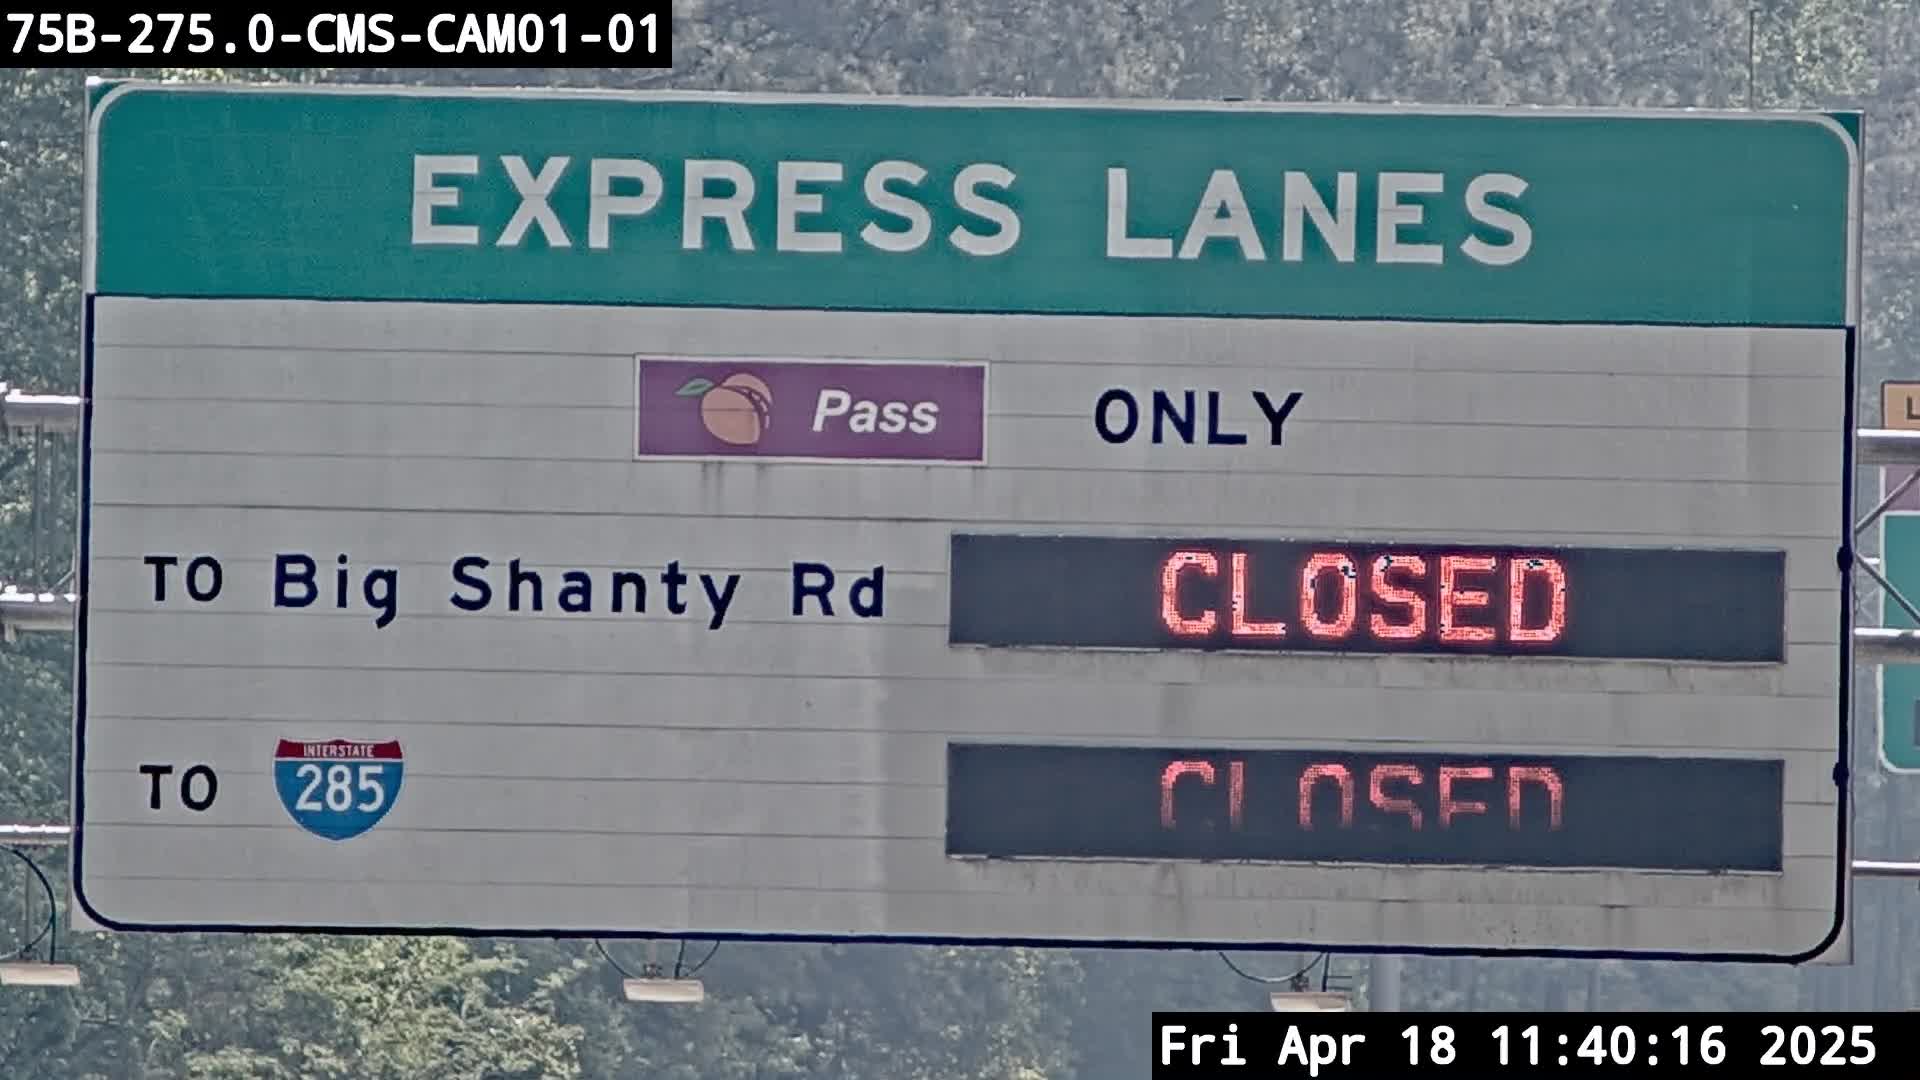 75B-275.0-CMS-CAM01-01
EXPRESS LANES
Pass ONLY
TO Big Shanty Rd CLOSED
INTERSTATE
TO 285 CLOSED
Fri Apr 18 11:40:16 2025